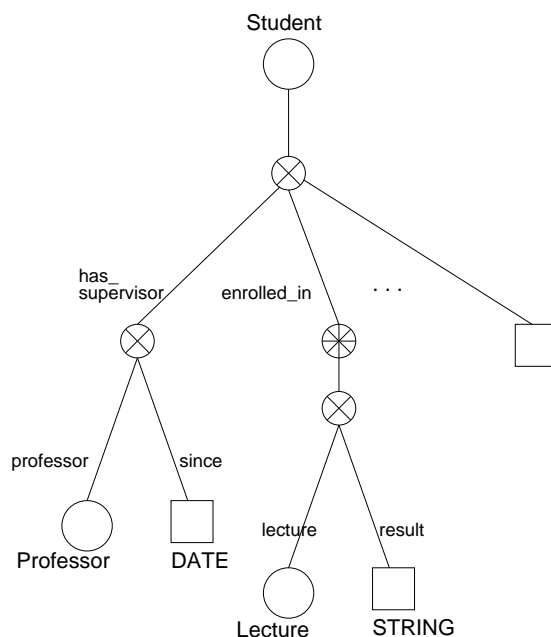 Student
has_
supervisor
enrolled_in
. . .
professor
since
lecture
result
Professor
DATE
Lecture
STRING